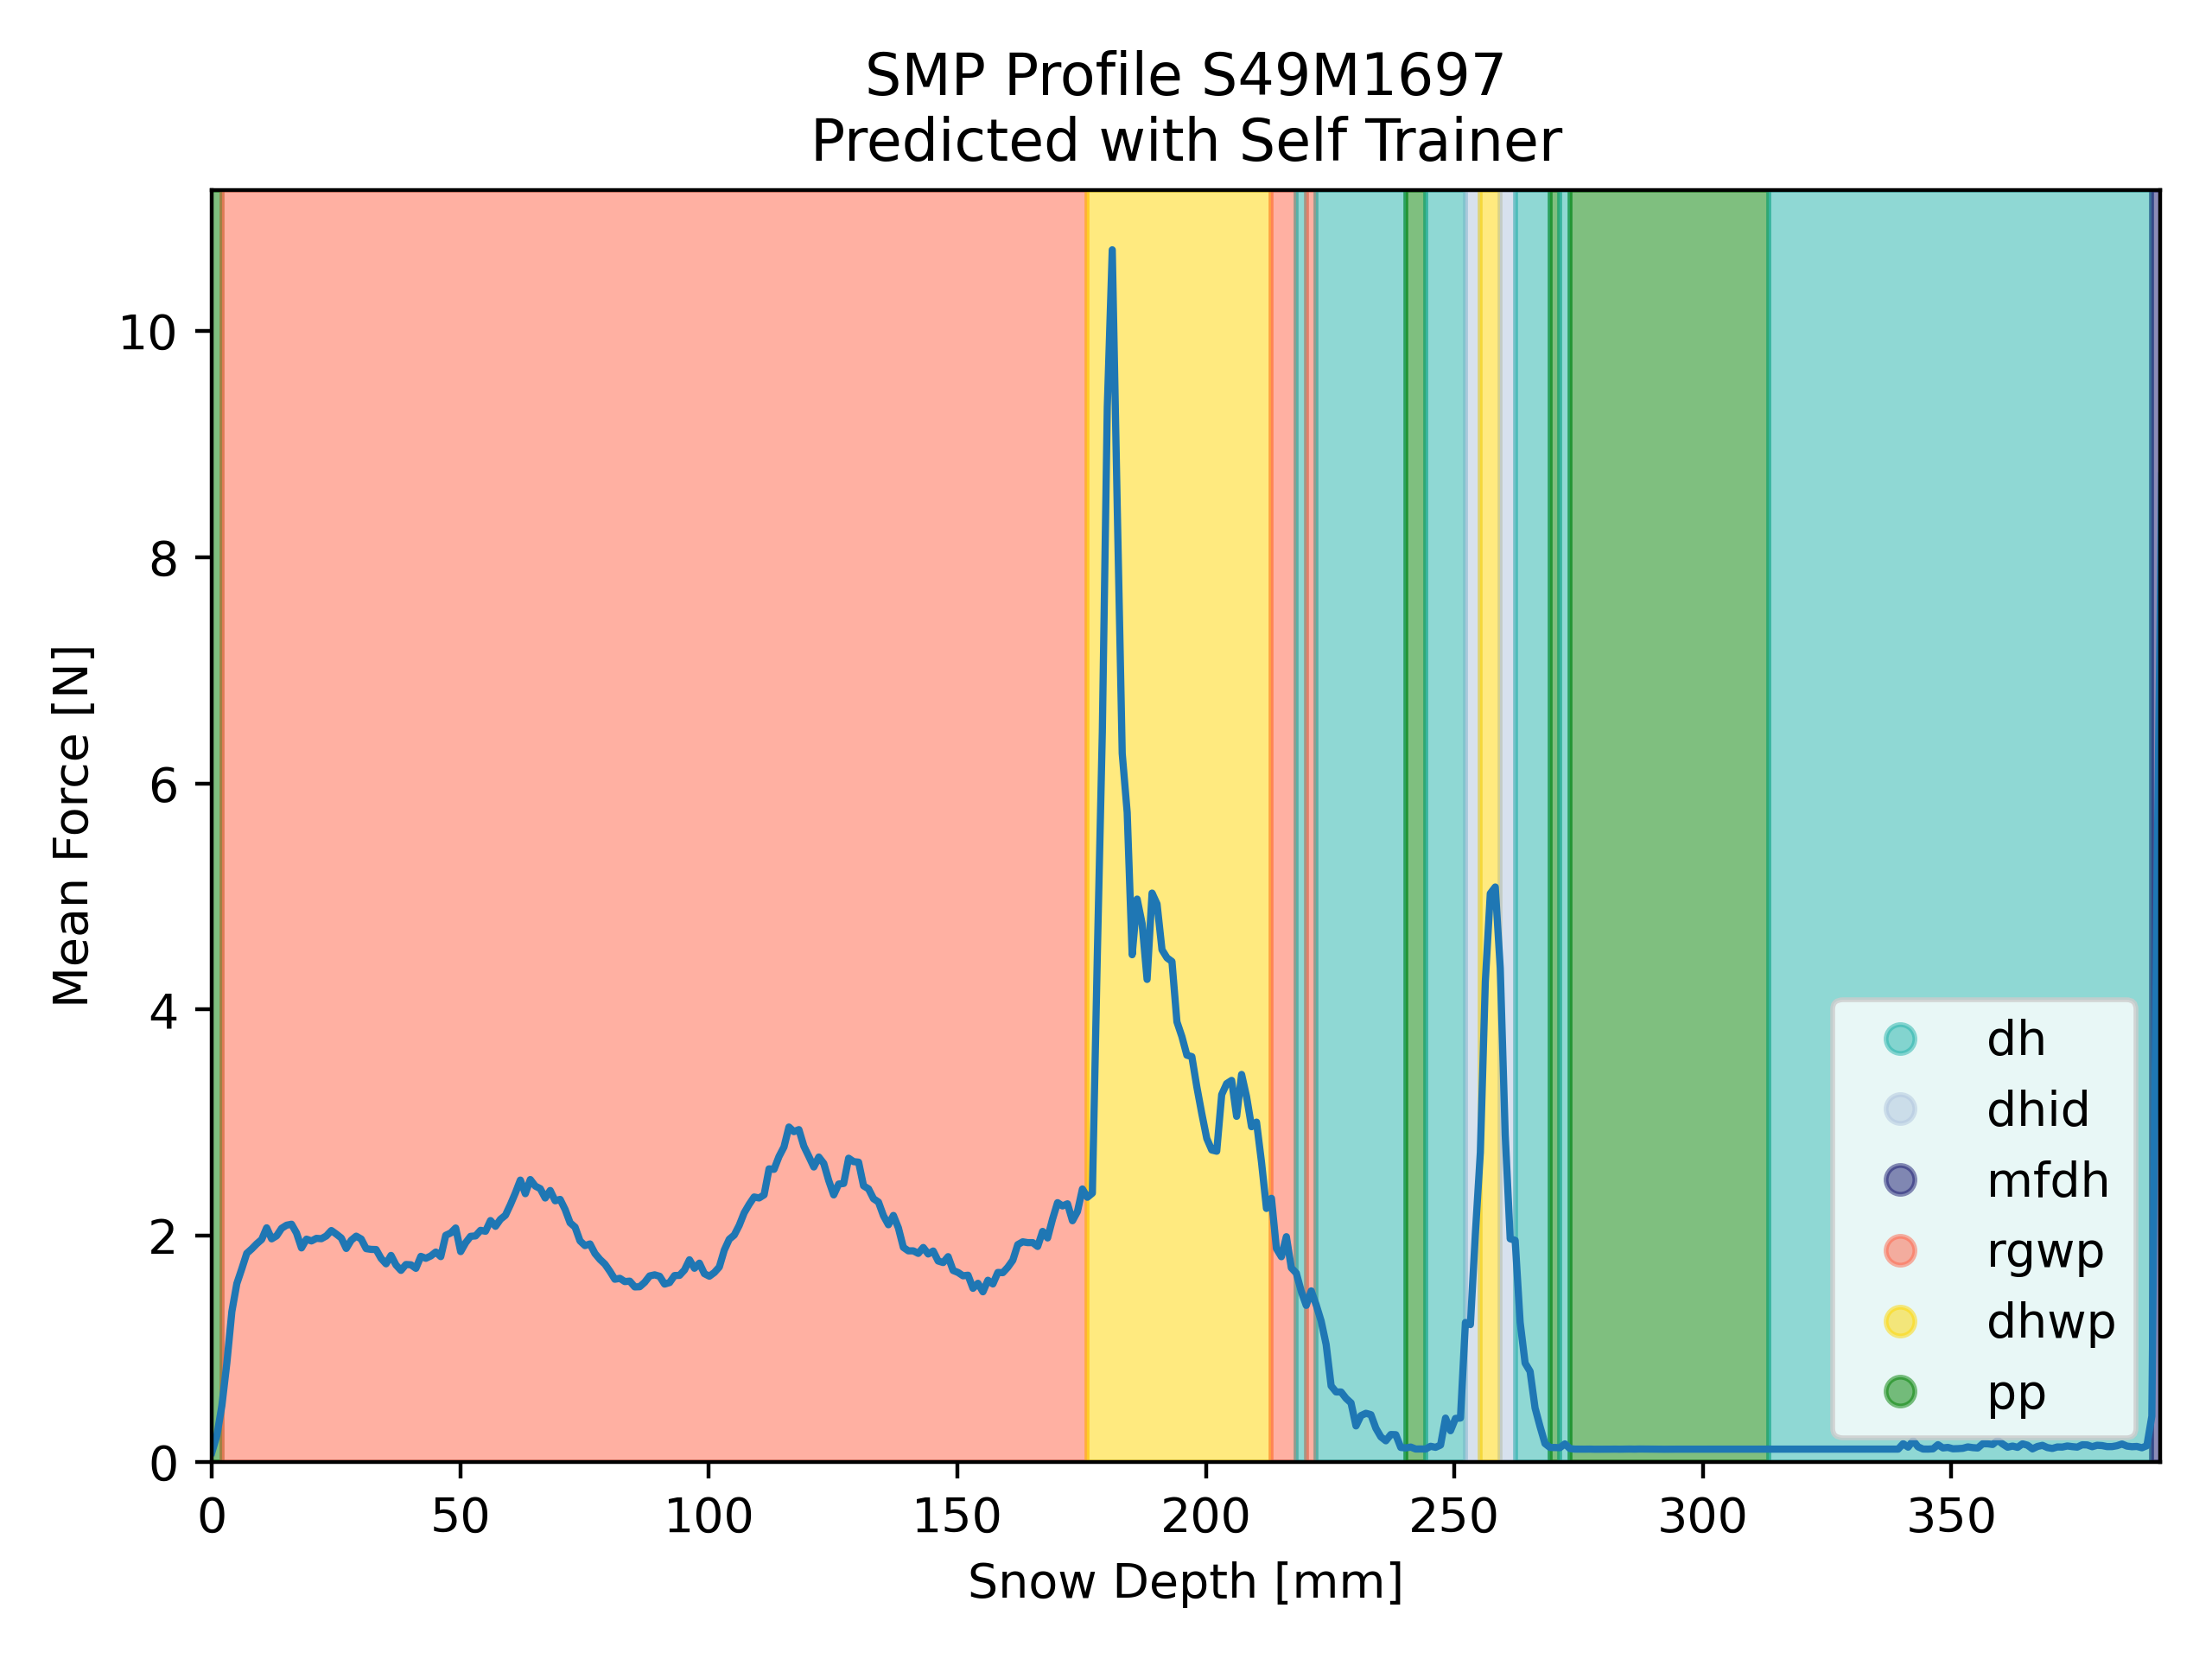 SMP Profile S49M1697
Predicted with Self Trainer
Mean Force [N]
10
8
6
4
2
0
dh
dhid
mfdh
rgwp
dhwp
pp
0 50 100 150 200 250 300 350
Snow Depth [mm]